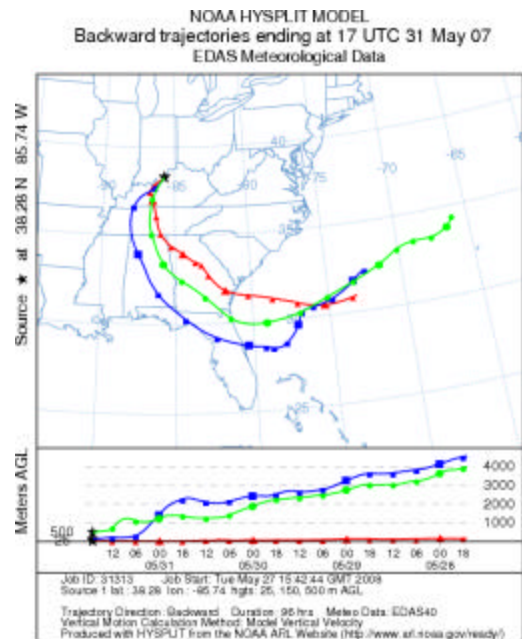 NOAA HYSPLIT MODEL
Backward trajectories ending at 17 UTC 31 May 07
EDAS Meteorological Data
Source ★ at 38.28 N 85.74 W
40
-90
-85
-80
-75
-70
-65
35
25
Meters AGL
4000
3000
2000
1000
500
12 06 00 18 12 06 00 18 12 06 00 18 12 06 00 18
05/31 05/30 05/29 05/28
Job ID: 31313 Job Start: Tue May 27 15:42:44 GMT 2008
Source 1 lat.: 38.28 lon.: -85.74 hgts: 25, 150, 500 m AGL
Trajectory Direction: Backward Duration: 96 hrs Meteo Data: EDAS40
Vertical Motion Calculation Method: Model Vertical Velocity
Produced with HYSPLIT from the NOAA ARL Website (http://www.arl.noaa.gov/ready/)